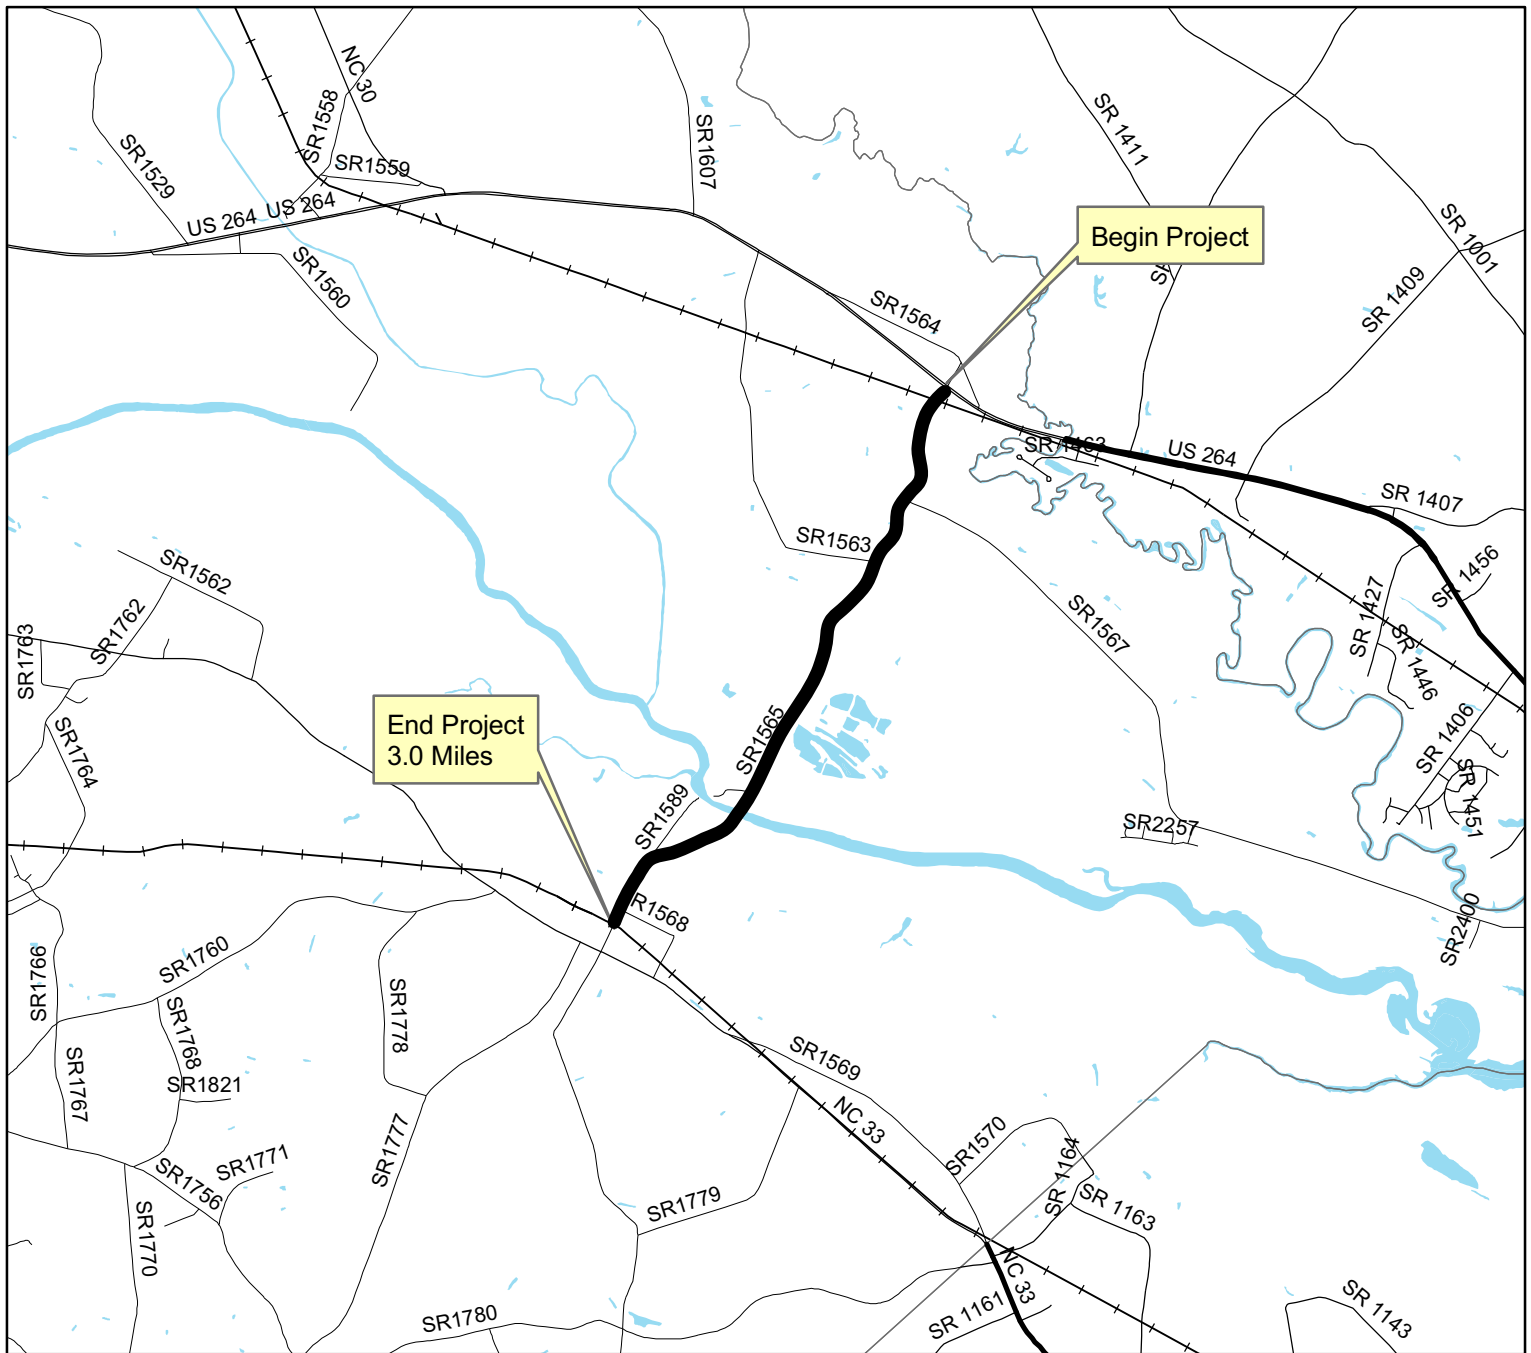 NC 30
SR1558
SR1529
SR1559
SR1607
SR 1411
US 264
US 264
SR1560
Begin Project
SR 1001
SR 1409
SR1564
SR 1463
US 264
SR 1407
SR 1456
SR1563
SR1562
SR1762
SR1763
SR1567
SR 1427
SR 1446
SR 1406
SR 1451
End Project
3.0 Miles
SR1565
SR1764
SR1589
SR2257
SR2400
R1568
SR1760
SR1766
SR1778
SR1768
SR1767
SR1821
SR1569
NC 33
SR1777
SR1570
SR 1164
SR1771
SR1756
SR1779
SR 1163
SR1770
NC 33
SR 1161
SR1780
SR 1143